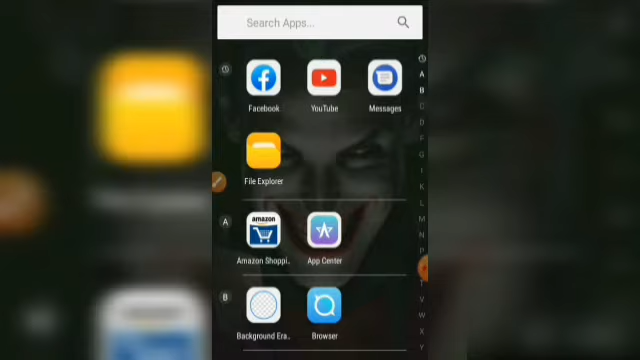 Search Apps...
Facebook
YouTube
Messages
File Explorer
A
amazon
Amazon Shoppi..
App Center
B
Background Era..
Browser
A
B
C
D
F
G
I
K
L
M
N
P
T
V
W
X
Y